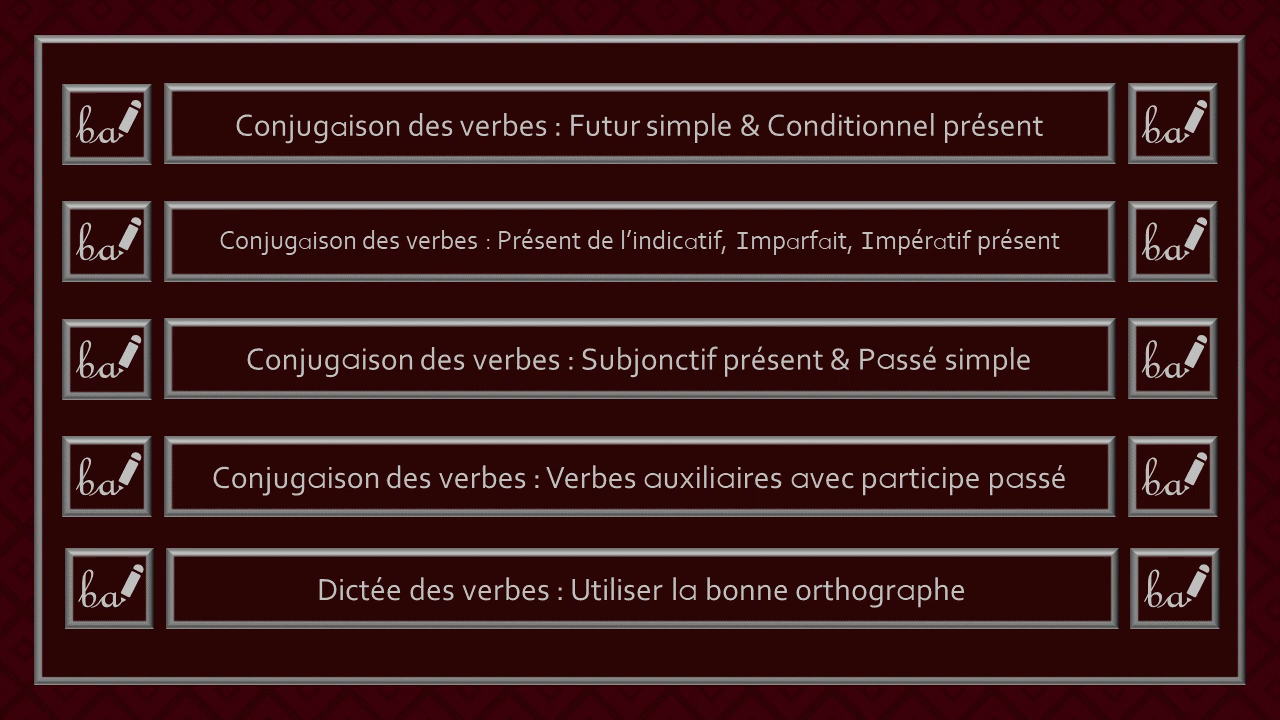 ba Conjugaison des verbes : Futur simple & Conditionnel présent ba
ba Conjugaison des verbes : Présent de l’indicatif, Imparfait, Impératif présent ba
ba Conjugaison des verbes : Subjonctif présent & Passé simple ba
ba Conjugaison des verbes : Verbes auxiliaires avec participe passé ba
ba Dictée des verbes : Utiliser la bonne orthographe ba